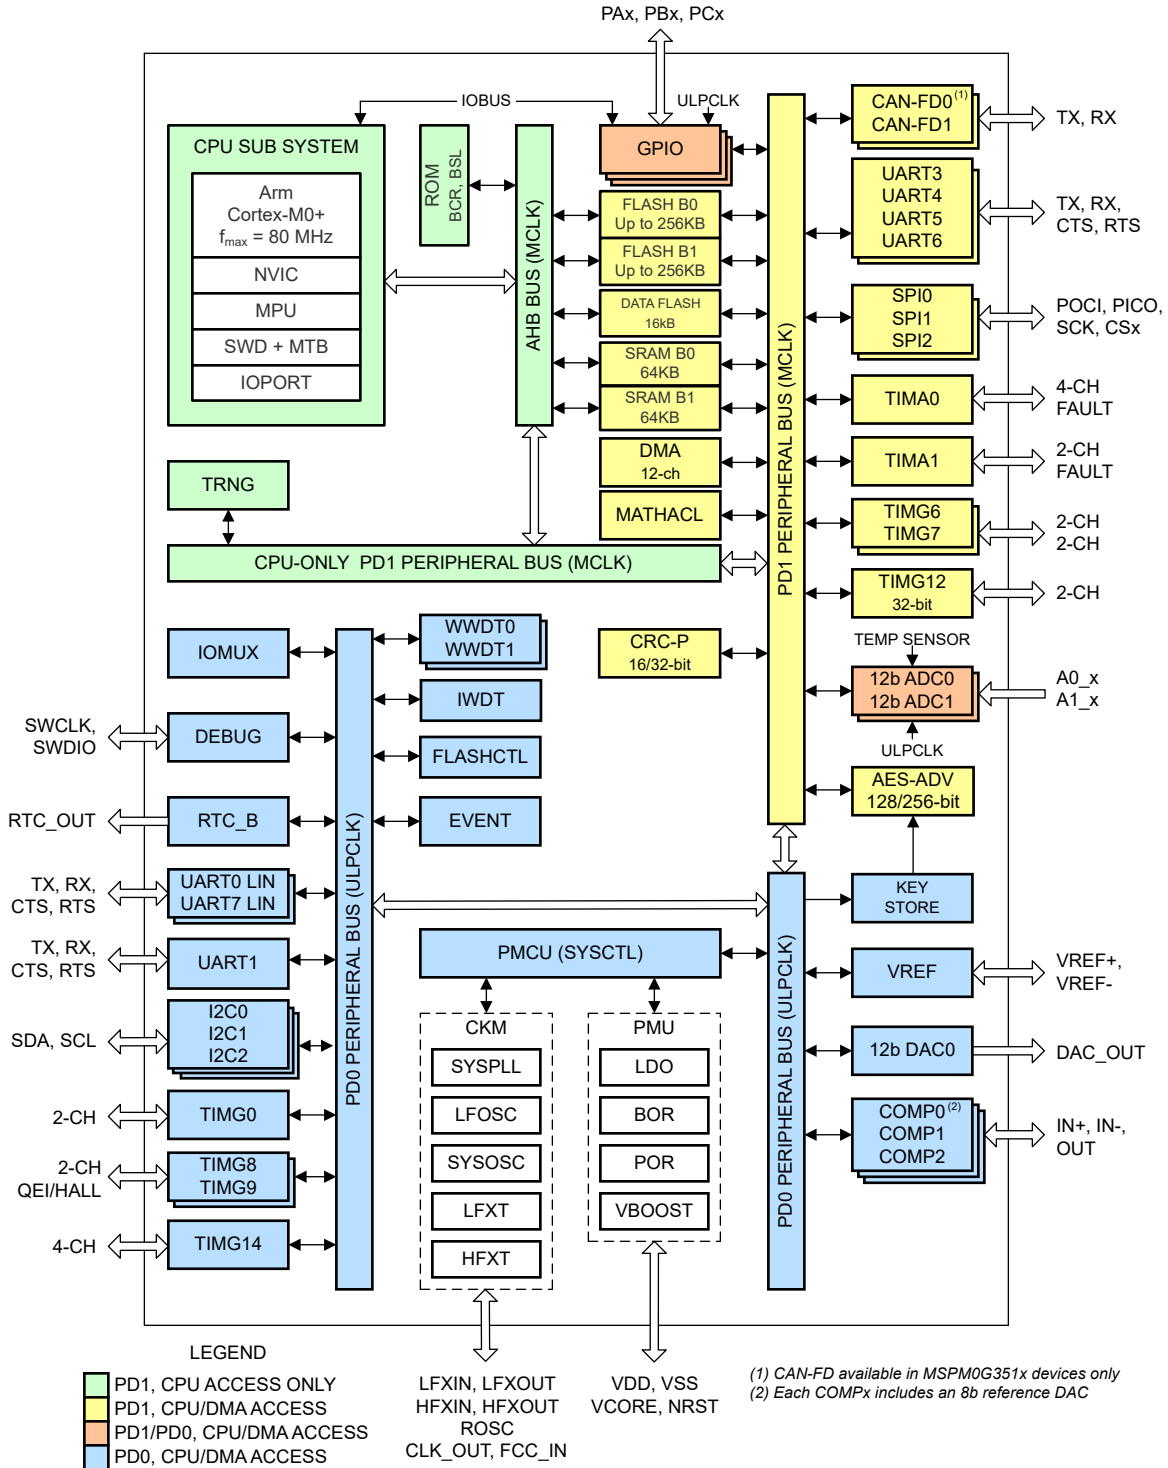 PAx, PBx, PCx
IOBUS
ULPCLK
CPU SUB SYSTEM
Arm
Cortex-M0+
fmax = 80 MHz
NVIC
MPU
SWD + MTB
IOPORT
ROM
BCR, BSL
AHB BUS (MCLK)
GPIO
FLASH B0
Up to 256KB
FLASH B1
Up to 256KB
DATA FLASH
16kB
SRAM B0
64KB
SRAM B1
64KB
DMA
12-ch
MATHACL
PD1 PERIPHERAL BUS (MCLK)
CAN-FD0(1)
CAN-FD1
TX, RX
UART3
UART4
UART5
UART6
TX, RX,
CTS, RTS
SPI0
SPI1
SPI2
POCI, PICO,
SCK, CSx
TIMA0
4-CH
FAULT
TIMA1
2-CH
FAULT
TIMG6
TIMG7
2-CH
2-CH
TIMG12
32-bit
2-CH
TRNG
CPU-ONLY PD1 PERIPHERAL BUS (MCLK)
CRC-P
16/32-bit
TEMP SENSOR
12b ADC0
12b ADC1
A0_x
A1_x
ULPCLK
AES-ADV
128/256-bit
KEY
STORE
IOMUX
SWCLK,
SWDIO
DEBUG
RTC_OUT
RTC_B
TX, RX,
CTS, RTS
UART0 LIN
UART7 LIN
TX, RX,
CTS, RTS
UART1
SDA, SCL
I2C0
I2C1
I2C2
2-CH
TIMG0
2-CH
QEI/HALL
TIMG8
TIMG9
4-CH
TIMG14
PD0 PERIPHERAL BUS (ULPCLK)
WWDT0
WWDT1
IWDT
FLASHCTL
EVENT
PMCU (SYSCTL)
CKM
SYSPLL
LFOSC
SYSOSC
LFXT
HFXT
PMU
LDO
BOR
POR
VBOOST
PD0 PERIPHERAL BUS (ULPCLK)
VREF
VREF+,
VREF-
12b DAC0
DAC_OUT
COMP0(2)
COMP1
COMP2
IN+, IN-,
OUT
LEGEND
PD1, CPU ACCESS ONLY
PD1, CPU/DMA ACCESS
PD1/PD0, CPU/DMA ACCESS
PD0, CPU/DMA ACCESS
LFXIN, LFXOUT
HFXIN, HFXOUT
ROSC
CLK_OUT, FCC_IN
VDD, VSS
VCORE, NRST
(1) CAN-FD available in MSPM0G351x devices only
(2) Each COMPx includes an 8b reference DAC